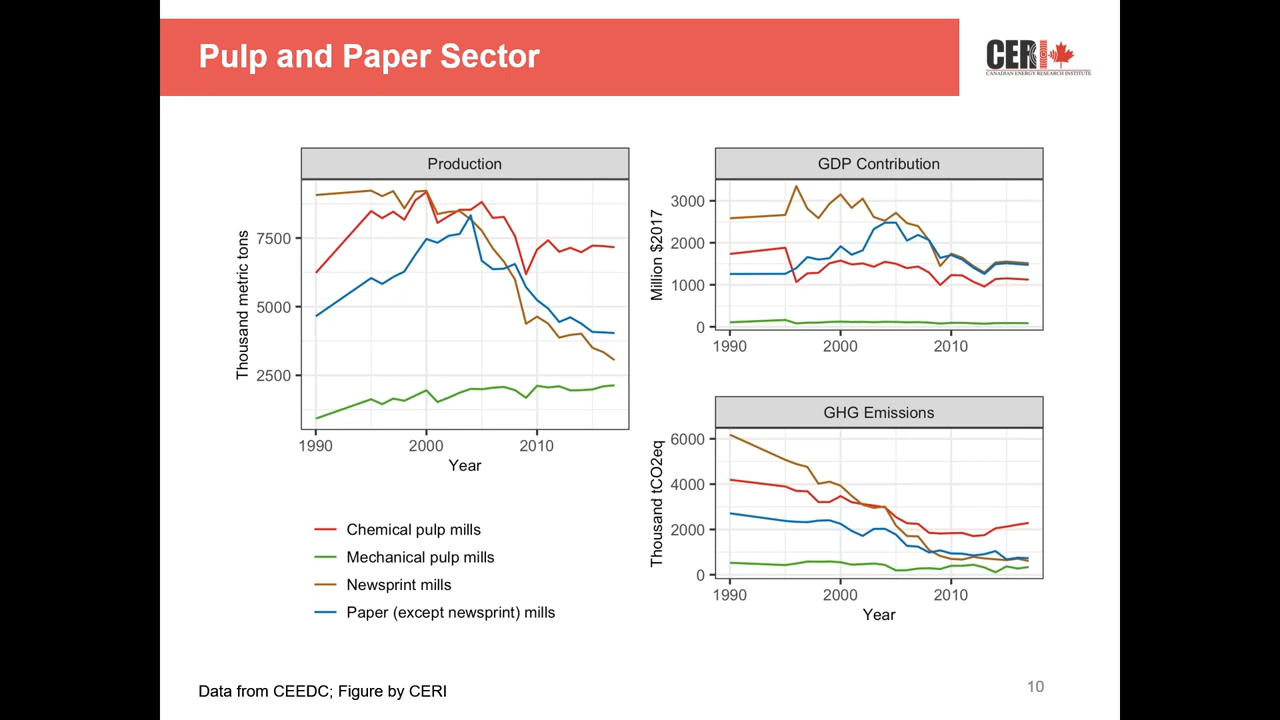 Pulp and Paper Sector
CERI
CANADIAN ENERGY RESEARCH INSTITUTE
Production
Thousand metric tons
7500
5000
2500
1990 2000 2010
Year
GDP Contribution
Million $2017
3000
2000
1000
0
1990 2000 2010
GHG Emissions
Thousand tCO2eq
6000
4000
2000
0
1990 2000 2010
Year
Chemical pulp mills
Mechanical pulp mills
Newsprint mills
Paper (except newsprint) mills
Data from CEEDC; Figure by CERI
10